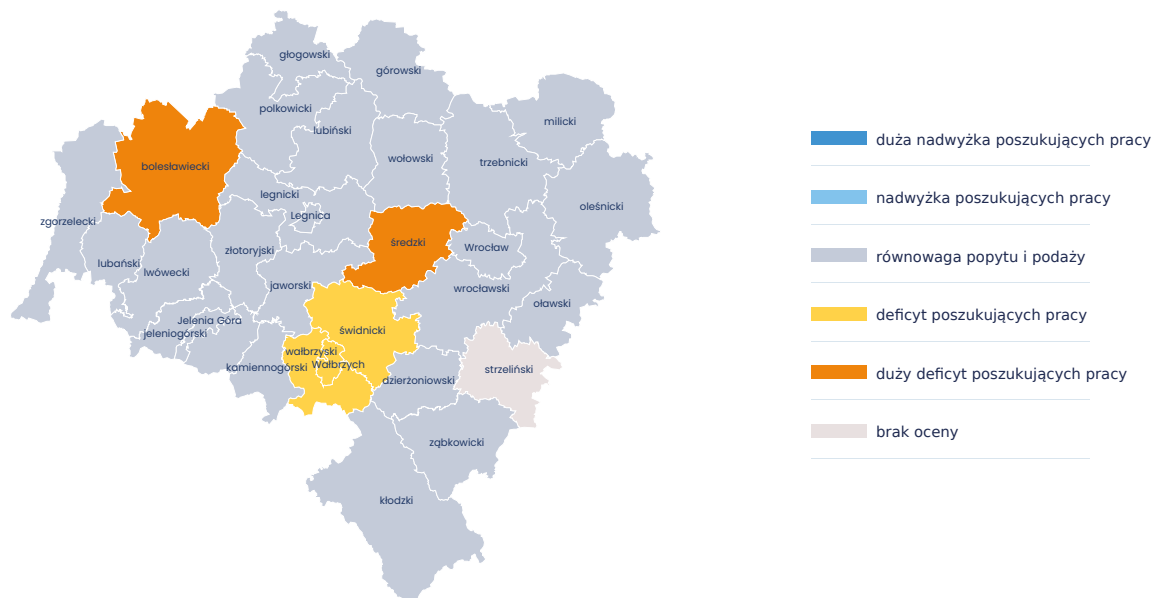 głogowski
górowski
polkowicki
lubiński
milicki
bolesławiecki
wołowski
trzebnicki
legnicki
oleśnicki
Legnica
zgorzelecki
średzki
Wrocław
złotoryjski
lubański
lwówecki
jaworski
wrocławski
oławski
Jelenia Góra
jeleniogórski
świdnicki
wałbrzyski
Wałbrzych
kamiennogórski
strzeliński
dzierżoniowski
ząbkowicki
kłodzki
duża nadwyżka poszukujących pracy
nadwyżka poszukujących pracy
równowaga popytu i podaży
deficyt poszukujących pracy
duży deficyt poszukujących pracy
brak oceny